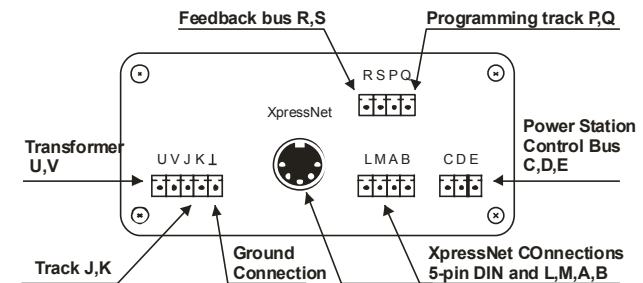 Feedback bus R,S
Programming track P,Q
R S P Q
XpressNet
Transformer
U,V
U V J K ⊥
L M A B
C D E
Power Station
Control Bus
C,D,E
Track J,K
Ground
Connection
XpressNet COnnections
5-pin DIN and L,M,A,B